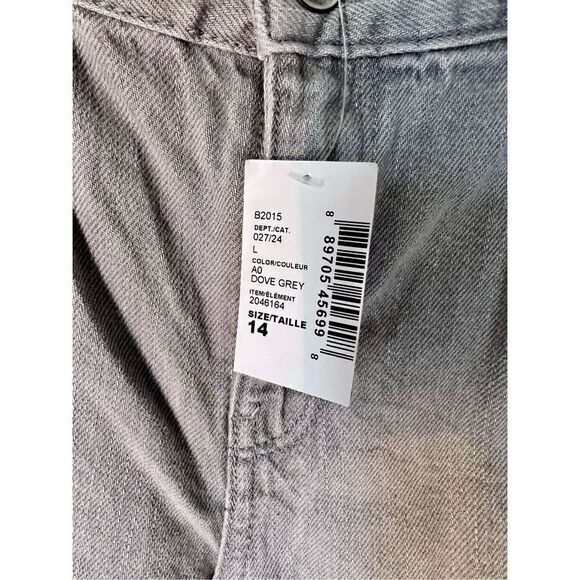 B2015
DEPT./CAT.
027/24
L
COLOR/COULEUR
A0
DOVE GREY
ITEM/ÉLÉMENT
2046164
SIZE/TAILLE
14
8 89705 45699 8